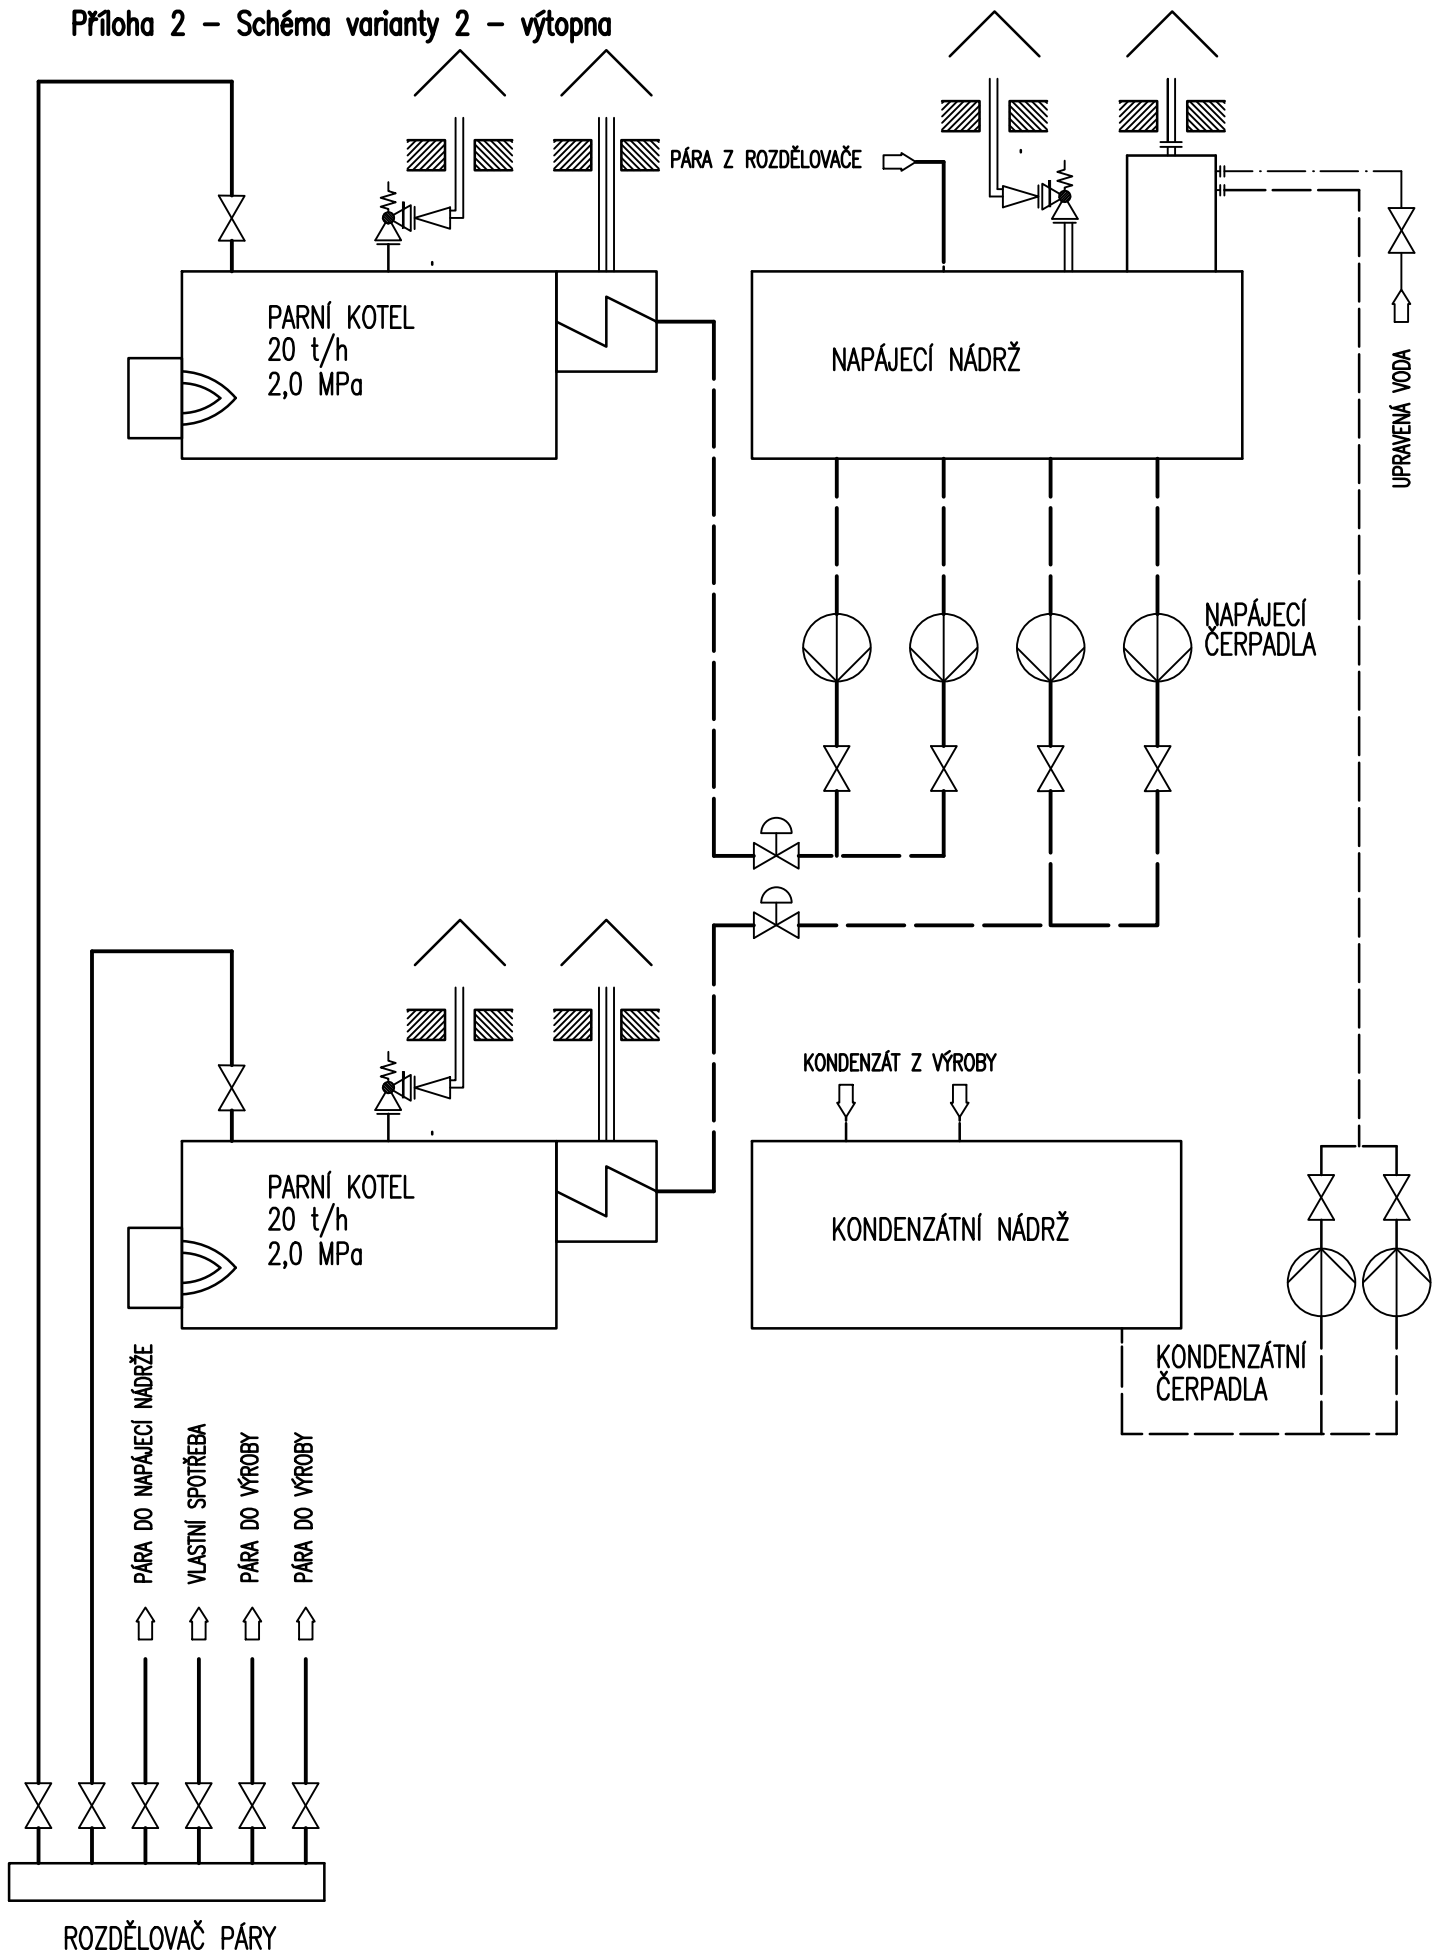 Příloha 2 – Schéma varianty 2 – výtopna
PÁRA Z ROZDĚLOVAČE
PARNÍ KOTEL
20 t/h
2,0 MPa
NAPÁJECÍ NÁDRŽ
UPRAVENÁ VODA
NAPÁJECÍ
ČERPADLA
KONDENZÁT Z VÝROBY
PARNÍ KOTEL
20 t/h
2,0 MPa
KONDENZÁTNÍ NÁDRŽ
KONDENZÁTNÍ
ČERPADLA
PÁRA DO NAPÁJECÍ NÁDRŽE
VLASTNÍ SPOTŘEBA
PÁRA DO VÝROBY
PÁRA DO VÝROBY
ROZDĚLOVAČ PÁRY